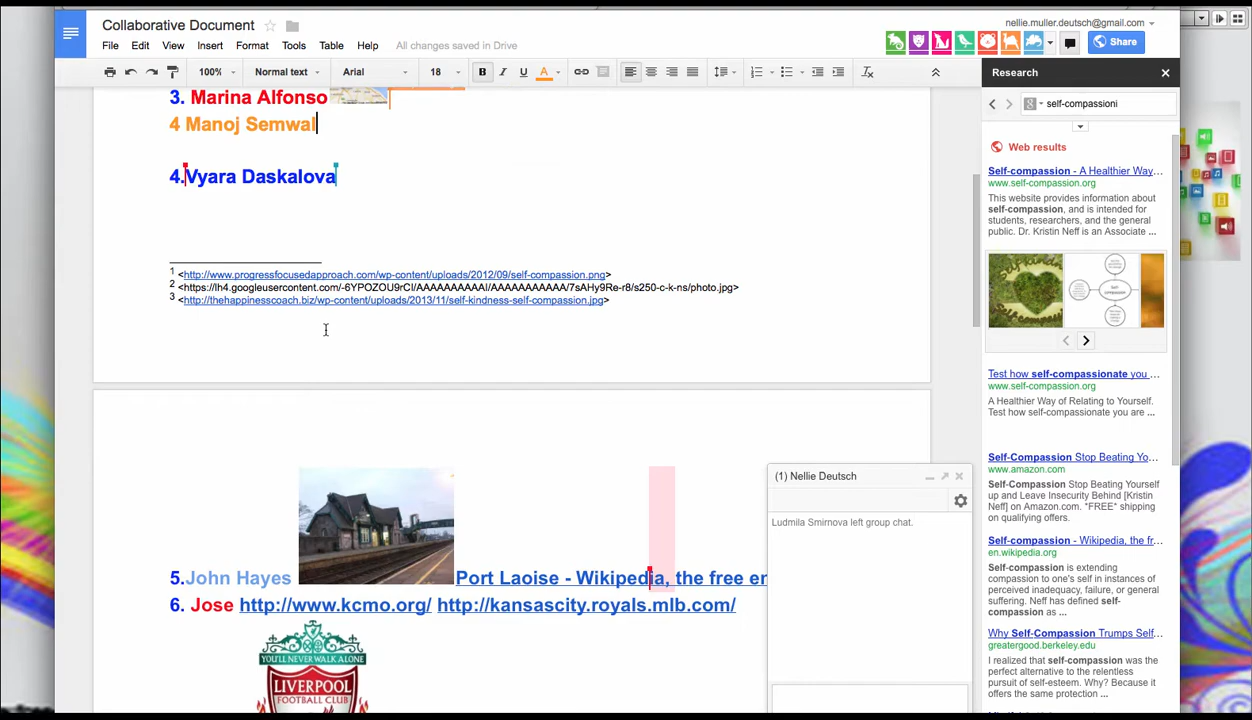 Collaborative Document
nellie.muller.deutsch@gmail.com
File Edit View Insert Format Tools Table Help All changes saved in Drive
Share
100% Normal text Arial 18 B I U A
3. Marina Alfonso
4 Manoj Semwal
4.Vyara Daskalova
1 <http://www.progressfocusedapproach.com/wp-content/uploads/2012/09/self-compassion.png>
2 <https://lh4.googleusercontent.com/-6YPOZOU9rCI/AAAAAAAAAAI/AAAAAAAAAAA/7sAHy9Re-r8/s250-c-k-ns/photo.jpg>
3 <http://thehappinesscoach.biz/wp-content/uploads/2013/11/self-kindness-self-compassion.jpg>
5.John Hayes Port Laoise - Wikipedia, the free en
6. Jose http://www.kcmo.org/ http://kansascity.royals.mlb.com/
YOU'LL NEVER WALK ALONE
LIVERPOOL
FOOTBALL CLUB
(1) Nellie Deutsch
Ludmila Smirnova left group chat.
Research
self-compassioni
Web results
Self-compassion - A Healthier Way...
www.self-compassion.org
This website provides information about
self-compassion, and is intended for
students, researchers, and the general
public. Dr. Kristin Neff is an Associate ...
Test how self-compassionate you ...
www.self-compassion.org
A Healthier Way of Relating to Yourself.
Test how self-compassionate you are ...
Self-Compassion Stop Beating Yo...
www.amazon.com
Self-Compassion Stop Beating Yourself
up and Leave Insecurity Behind [Kristin
Neff] on Amazon.com. *FREE* shipping
on qualifying offers.
Self-compassion - Wikipedia, the fr...
en.wikipedia.org
Self-compassion is extending
compassion to one's self in instances of
perceived inadequacy, failure, or general
suffering. Neff has defined self-
compassion as ...
Why Self-Compassion Trumps Self...
greatergood.berkeley.edu
I realized that self-compassion was the
perfect alternative to the relentless
pursuit of self-esteem. Why? Because it
offers the same protection ...